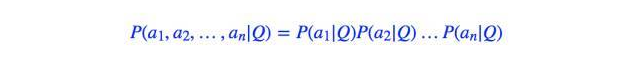 P(a₁, a₂, … , aₙ|Q) = P(a₁|Q)P(a₂|Q) … P(aₙ|Q)